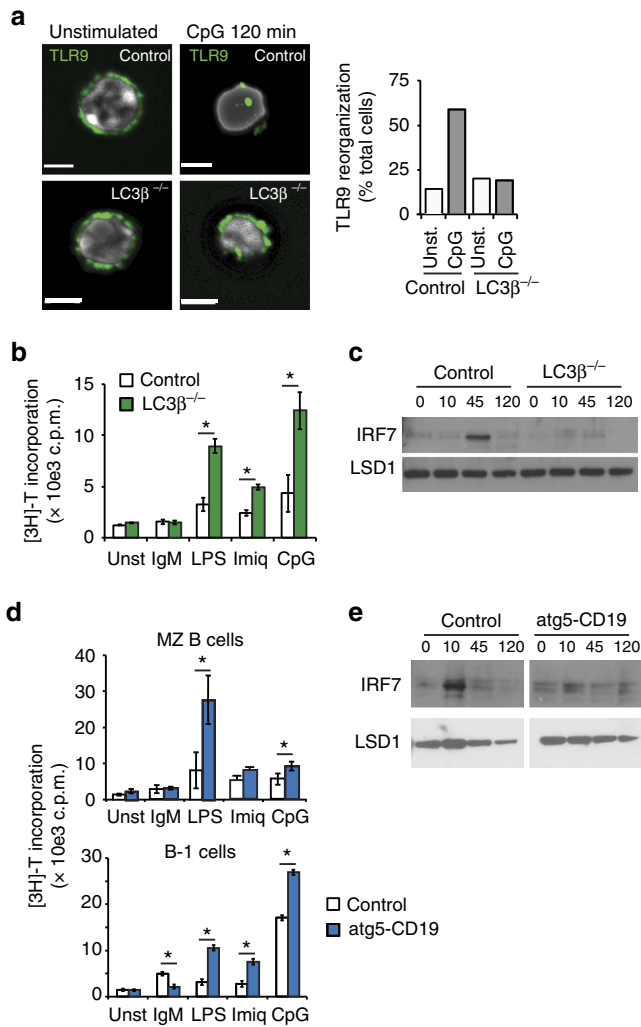 a
Unstimulated
CpG 120 min
TLR9 Control
TLR9 Control
LC3β −/−
LC3β −/−
TLR9 reorganization
(% total cells)
75
50
25
0
Unst.
CpG
Unst.
CpG
Control LC3β−/−
b
Control
LC3β−/−
[3H]-T incorporation
(× 10e3 c.p.m.)
15
10
5
0
* * *
Unst IgM LPS Imiq CpG
c
Control LC3β−/−
0 10 45 120 0 10 45 120
IRF7
LSD1
d
MZ B cells
[3H]-T incorporation
(× 10e3 c.p.m.)
40
30
20
10
0
* *
Unst IgM LPS Imiq CpG
B-1 cells
30
20
10
0
* * * *
Unst IgM LPS Imiq CpG
Control
atg5-CD19
e
Control atg5-CD19
0 10 45 120 0 10 45 120
IRF7
LSD1